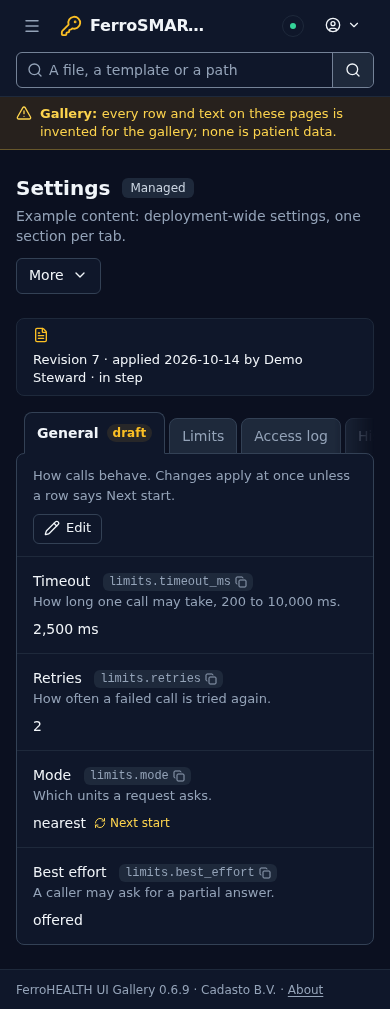 FerroSMAR...
A file, a template or a path
Gallery: every row and text on these pages is
invented for the gallery; none is patient data.
Settings Managed
Example content: deployment-wide settings, one
section per tab.
More
Revision 7 · applied 2026-10-14 by Demo
Steward · in step
General draft Limits Access log
How calls behave. Changes apply at once unless
a row says Next start.
Edit
Timeout limits.timeout_ms
How long one call may take, 200 to 10,000 ms.
2,500 ms
Retries limits.retries
How often a failed call is tried again.
2
Mode limits.mode
Which units a request asks.
nearest Next start
Best effort limits.best_effort
A caller may ask for a partial answer.
offered
FerroHEALTH UI Gallery 0.6.9 · Cadasto B.V. · About